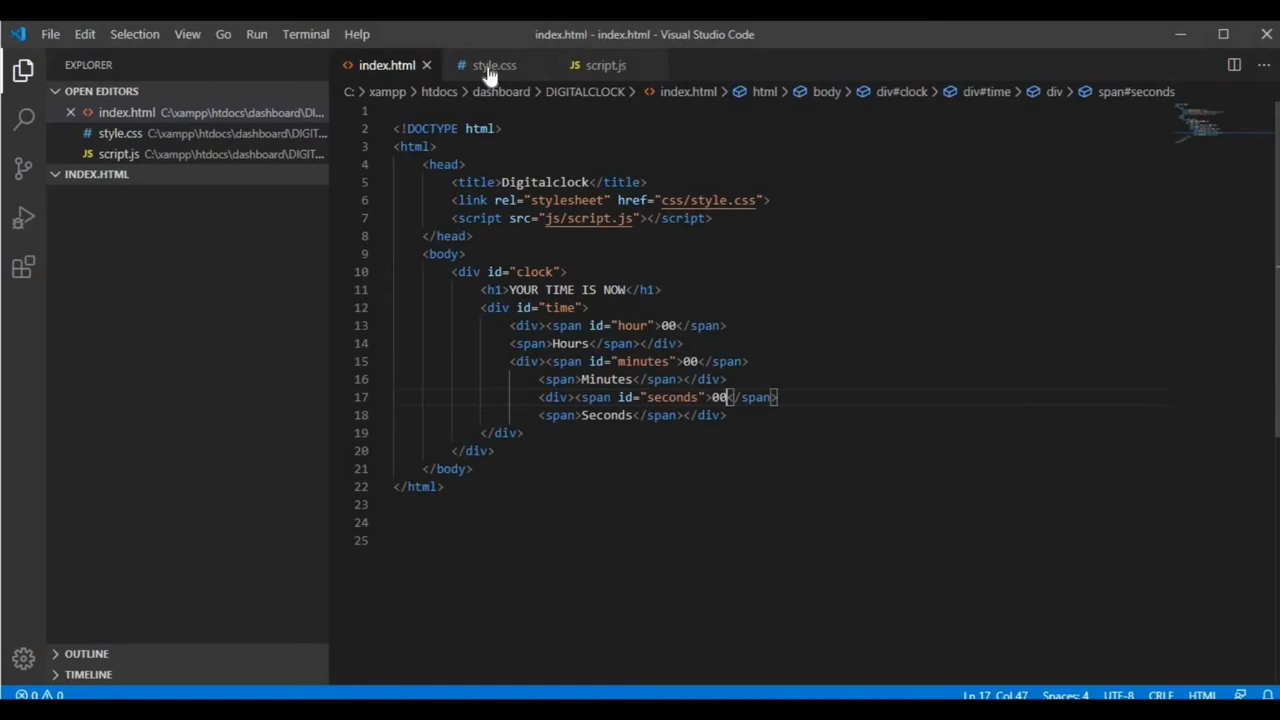 File Edit Selection View Go Run Terminal Help index.html - index.html - Visual Studio Code
EXPLORER
OPEN EDITORS
index.html C:\xampp\htdocs\dashboard\DI...
style.css C:\xampp\htdocs\dashboard\DIGIT...
script.js C:\xampp\htdocs\dashboard\DIGIT...
INDEX.HTML
OUTLINE
TIMELINE
index.html style.css JS script.js
C: > xampp > htdocs > dashboard > DIGITALCLOCK > index.html > html > body > div#clock > div#time > div > span#seconds
1
2 <!DOCTYPE html>
3 <html>
4 <head>
5 <title>Digitalclock</title>
6 <link rel="stylesheet" href="css/style.css">
7 <script src="js/script.js"></script>
8 </head>
9 <body>
10 <div id="clock">
11 <h1>YOUR TIME IS NOW</h1>
12 <div id="time">
13 <div><span id="hour">00</span>
14 <span>Hours</span></div>
15 <div><span id="minutes">00</span>
16 <span>Minutes</span></div>
17 <div><span id="seconds">00</span>
18 <span>Seconds</span></div>
19 </div>
20 </div>
21 </body>
22 </html>
23
24
25
0 0 Ln 17, Col 47 Spaces: 4 UTF-8 CRLF HTML